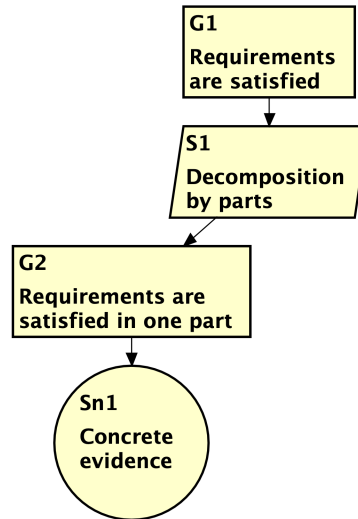 G1
Requirements
are satisfied
S1
Decomposition
by parts
G2
Requirements are
satisfied in one part
Sn1
Concrete
evidence